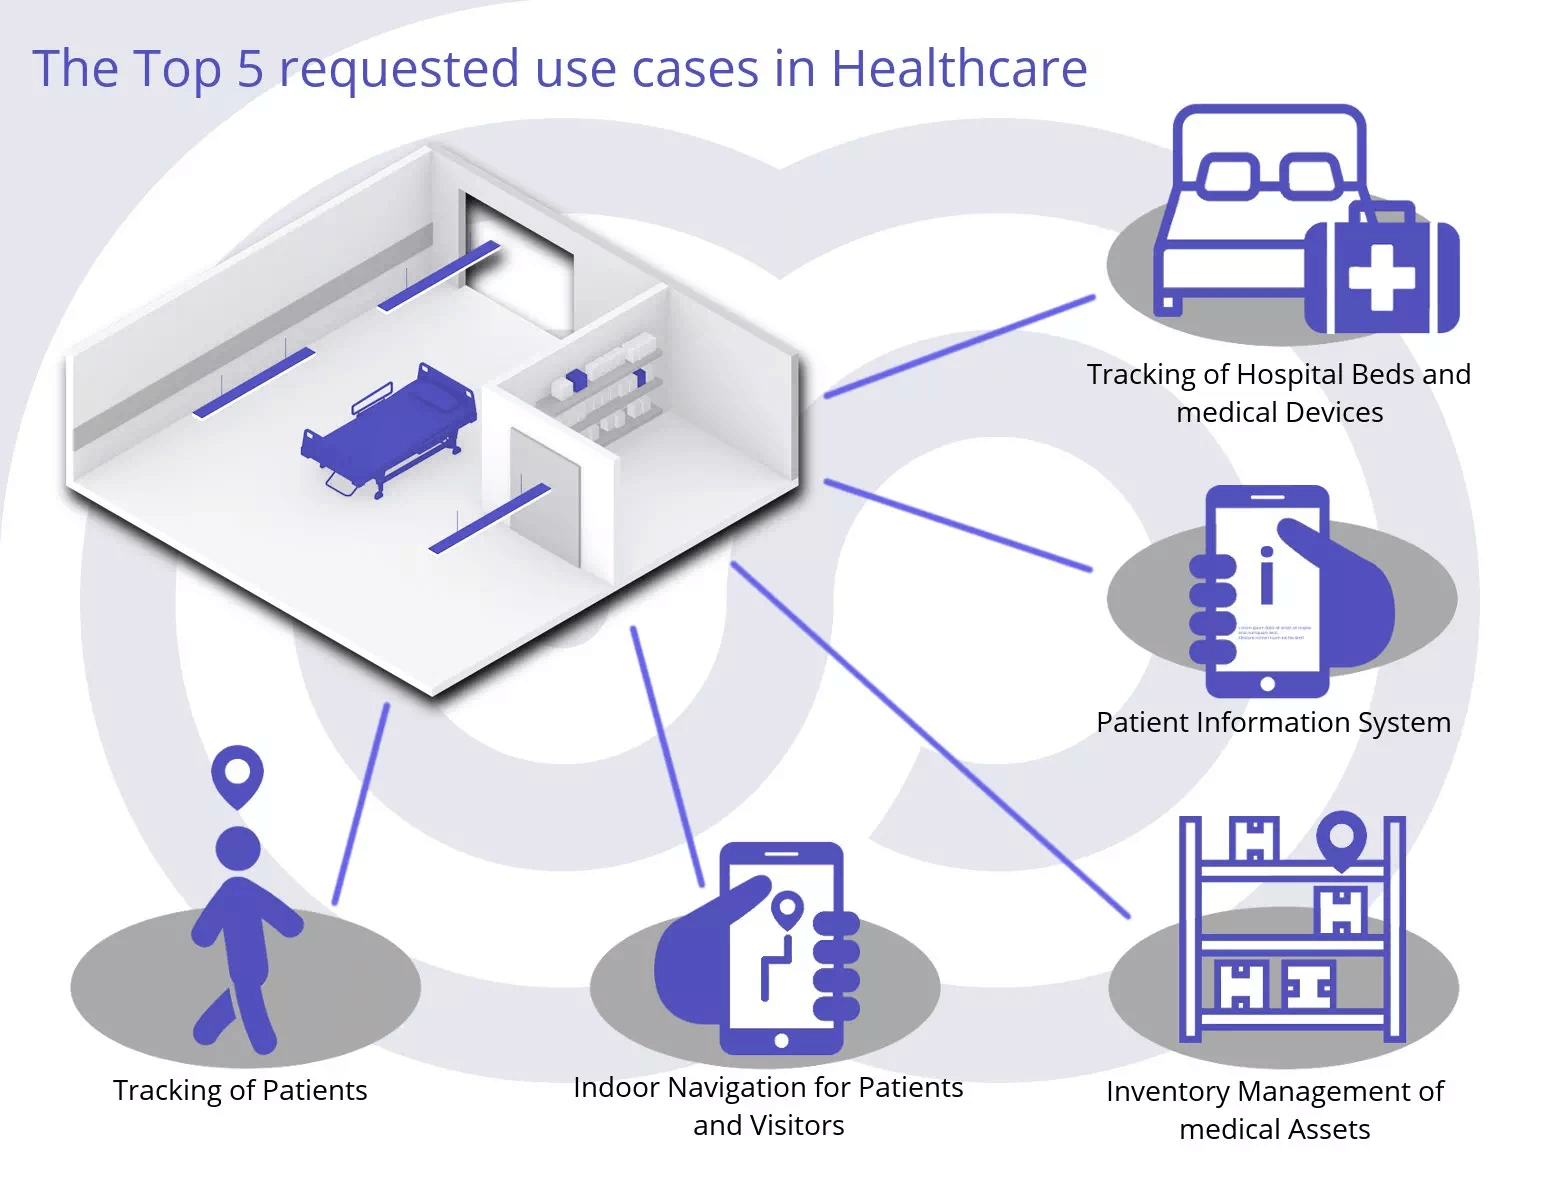 The Top 5 requested use cases in Healthcare
Tracking of Hospital Beds and
medical Devices
i
Patient Information System
Tracking of Patients
Indoor Navigation for Patients
and Visitors
Inventory Management of
medical Assets